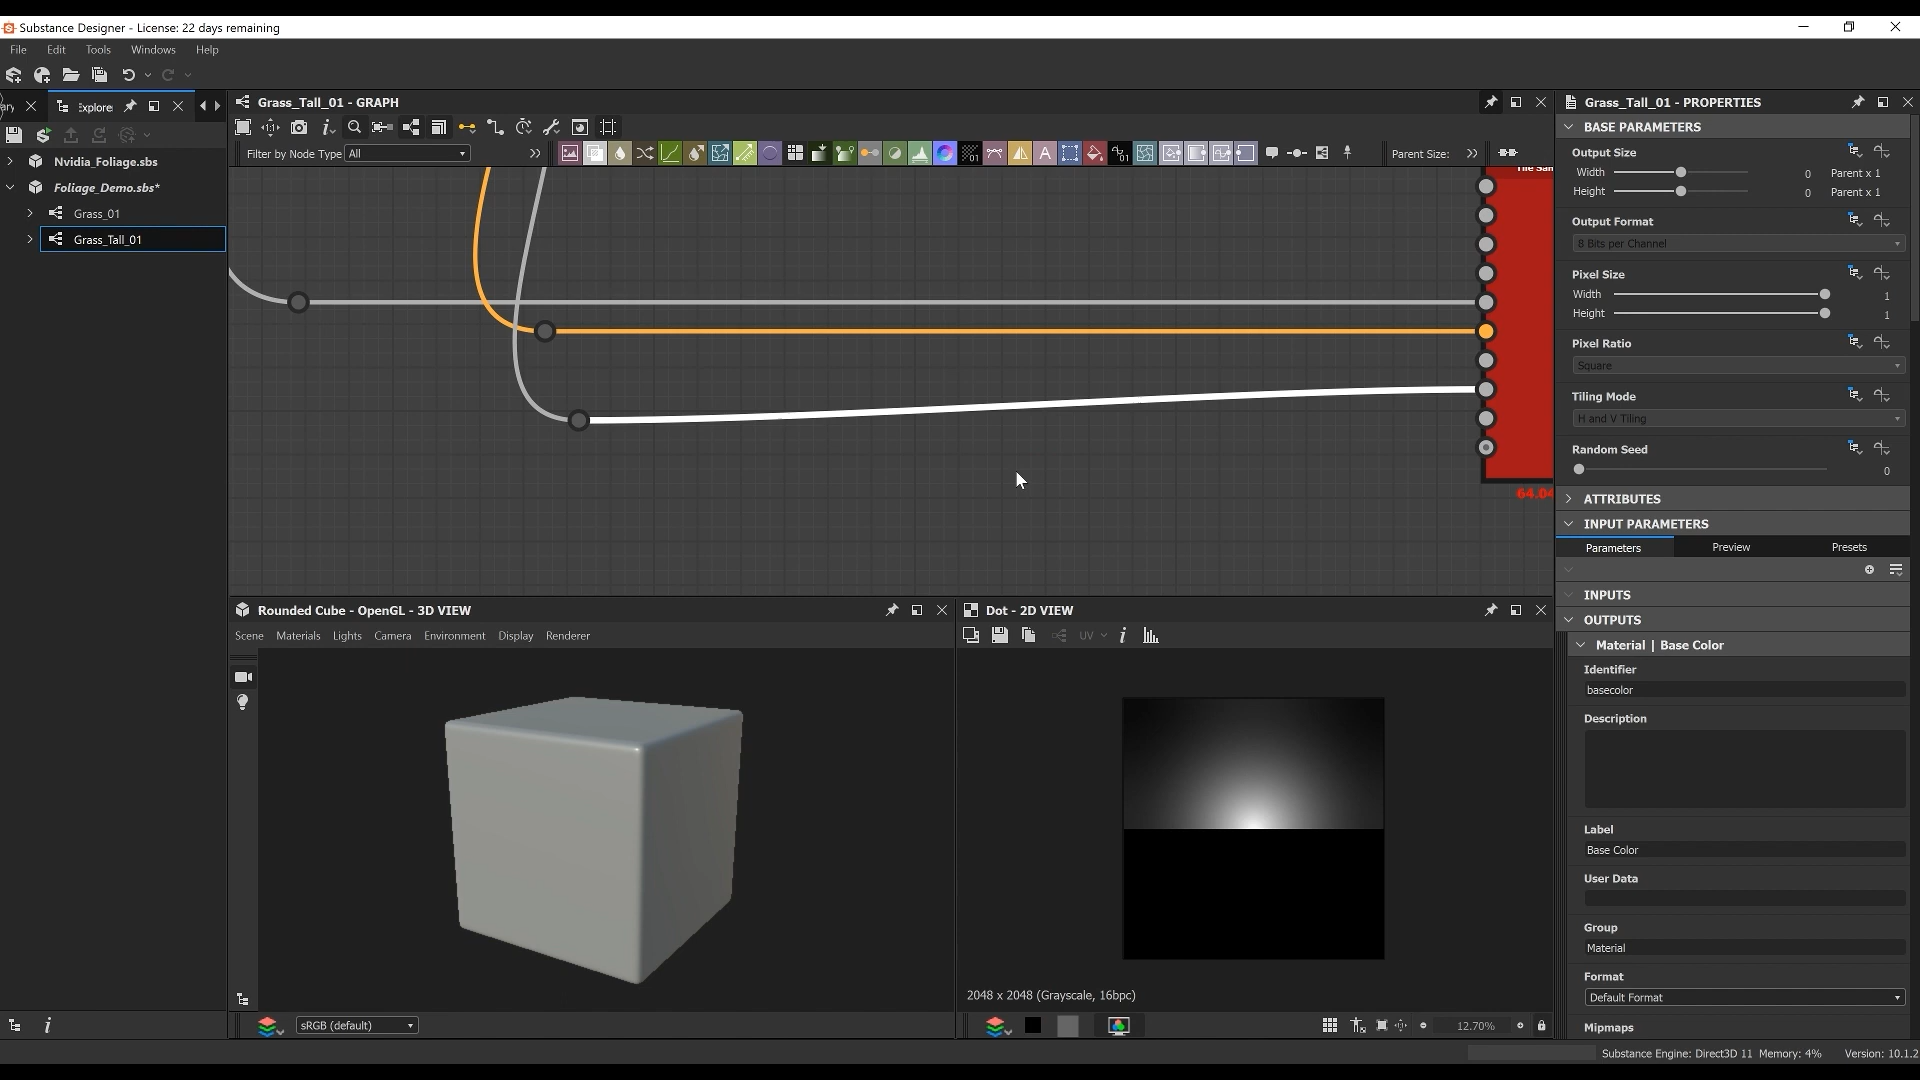 Substance Designer - License: 22 days remaining
File Edit Tools Windows Help
ary Explore
Grass_Tall_01 - GRAPH
Grass_Tall_01 - PROPERTIES
Filter by Node Type All
Parent Size:
Nvidia_Foliage.sbs
Foliage_Demo.sbs*
Grass_01
Grass_Tall_01
Tile Sam
64.04
BASE PARAMETERS
Output Size
Width 0 Parent x 1
Height 0 Parent x 1
Output Format
8 Bits per Channel
Pixel Size
Width 1
Height 1
Pixel Ratio
Square
Tiling Mode
H and V Tiling
Random Seed
0
ATTRIBUTES
INPUT PARAMETERS
Parameters Preview Presets
INPUTS
OUTPUTS
Material | Base Color
Identifier
basecolor
Description
Label
Base Color
User Data
Group
Material
Format
Default Format
Mipmaps
Rounded Cube - OpenGL - 3D VIEW
Scene Materials Lights Camera Environment Display Renderer
sRGB (default)
Dot - 2D VIEW
UV
2048 x 2048 (Grayscale, 16bpc)
12.70%
Substance Engine: Direct3D 11 Memory: 4% Version: 10.1.2